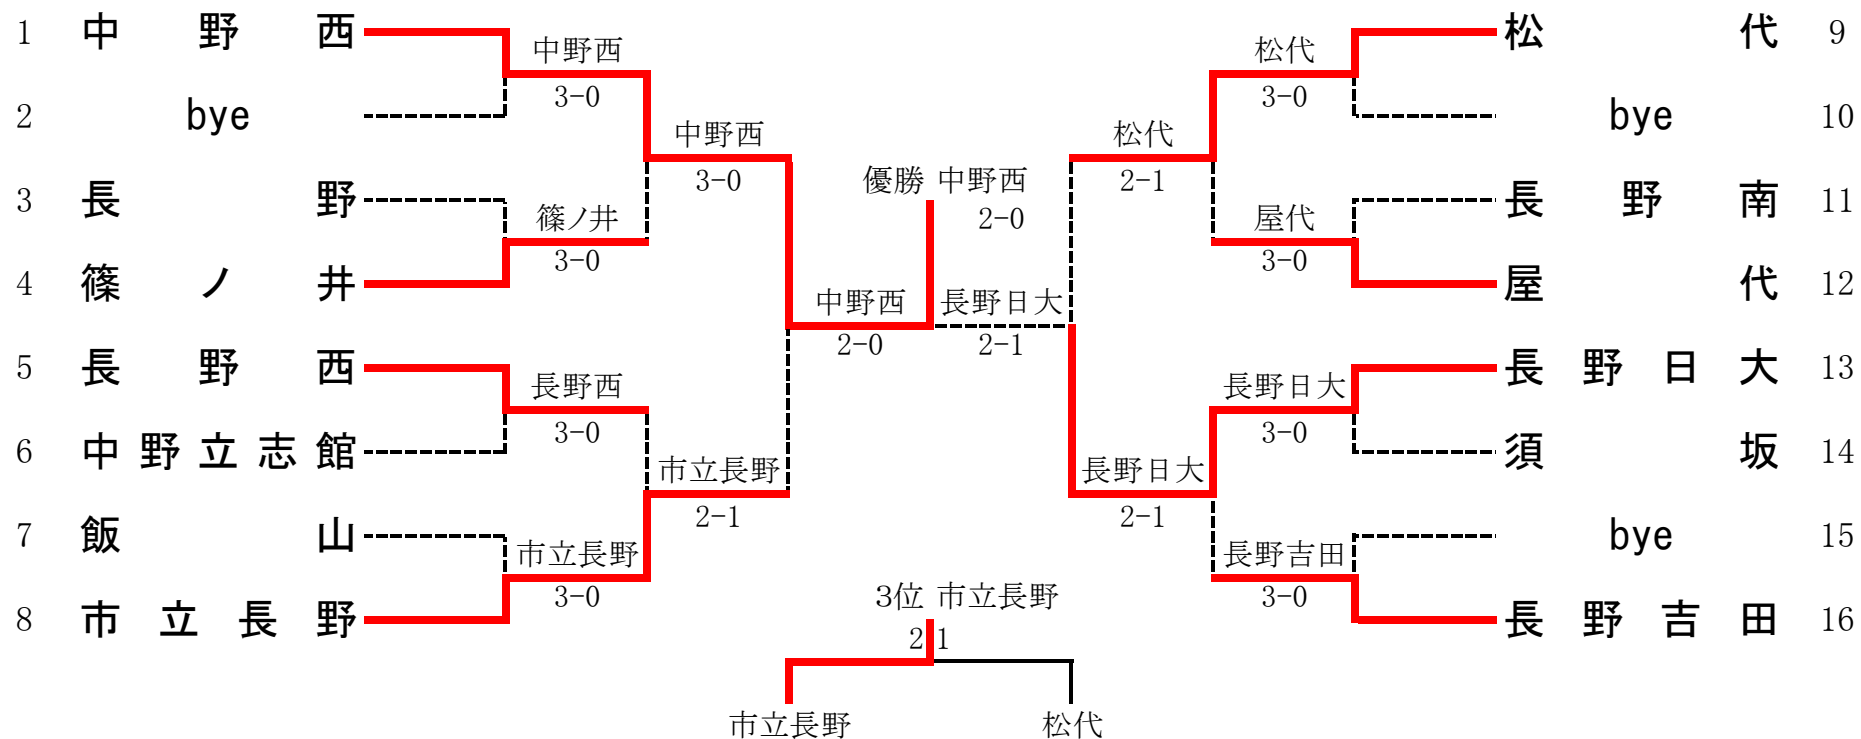 1 中野西
2 bye
3 長野
4 篠ノ井
5 長野西
6 中野立志館
7 飯山
8 市立長野
中野西
3-0
篠ノ井
3-0
長野西
3-0
市立長野
3-0
中野西
3-0
市立長野
2-1
中野西
2-0
優勝 中野西
2-0
長野日大
2-1
松代
2-1
長野日大
2-1
松代
3-0
屋代
3-0
長野日大
3-0
長野吉田
3-0
松代 9
bye 10
長野南 11
屋代 12
長野日大 13
須坂 14
bye 15
長野吉田 16
3位 市立長野
2 1
市立長野 松代